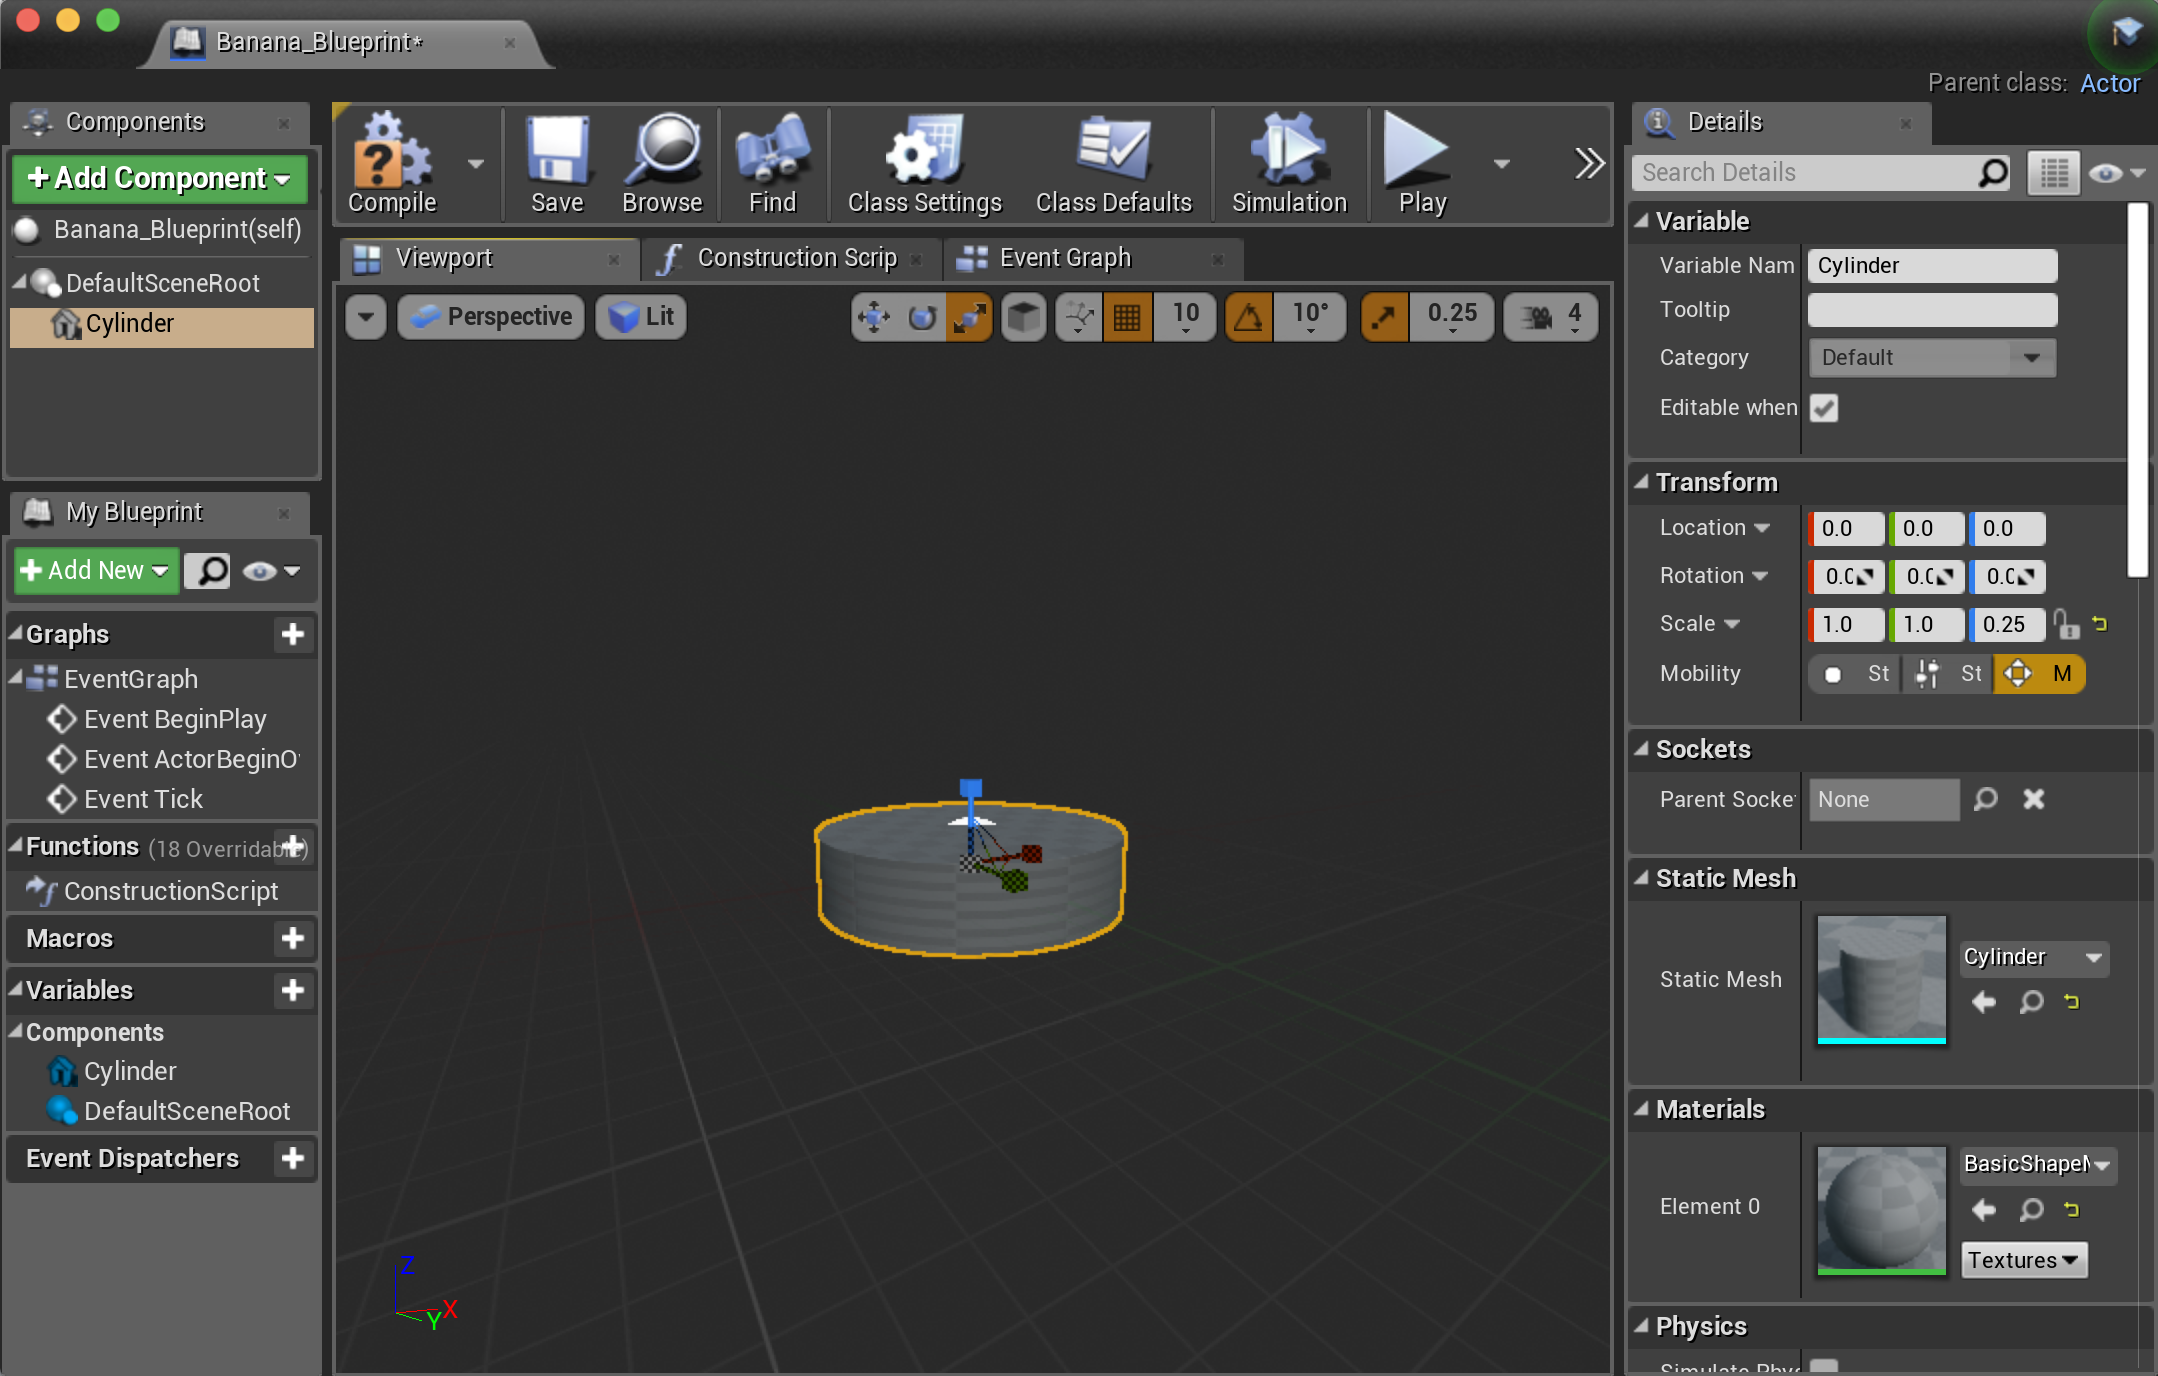 Banana_Blueprint*
Parent class: Actor
Components
+Add Component
Banana_Blueprint(self)
DefaultSceneRoot
Cylinder
My Blueprint
+Add New
Graphs
EventGraph
Event BeginPlay
Event ActorBeginO
Event Tick
Functions (18 Overridable)
ConstructionScript
Macros
Variables
Components
Cylinder
DefaultSceneRoot
Event Dispatchers
Compile
Save
Browse
Find
Class Settings
Class Defaults
Simulation
Play
Viewport
Construction Scrip
Event Graph
Perspective
Lit
10
10°
0.25
4
Z
X
Y
Details
Search Details
Variable
Variable Nam Cylinder
Tooltip
Category Default
Editable when
Transform
Location 0.0 0.0 0.0
Rotation 0.0 0.0 0.0
Scale 1.0 1.0 0.25
Mobility St St M
Sockets
Parent Socke None
Static Mesh
Static Mesh Cylinder
Materials
Element 0 BasicShapeM
Textures
Physics
Simulate Phys